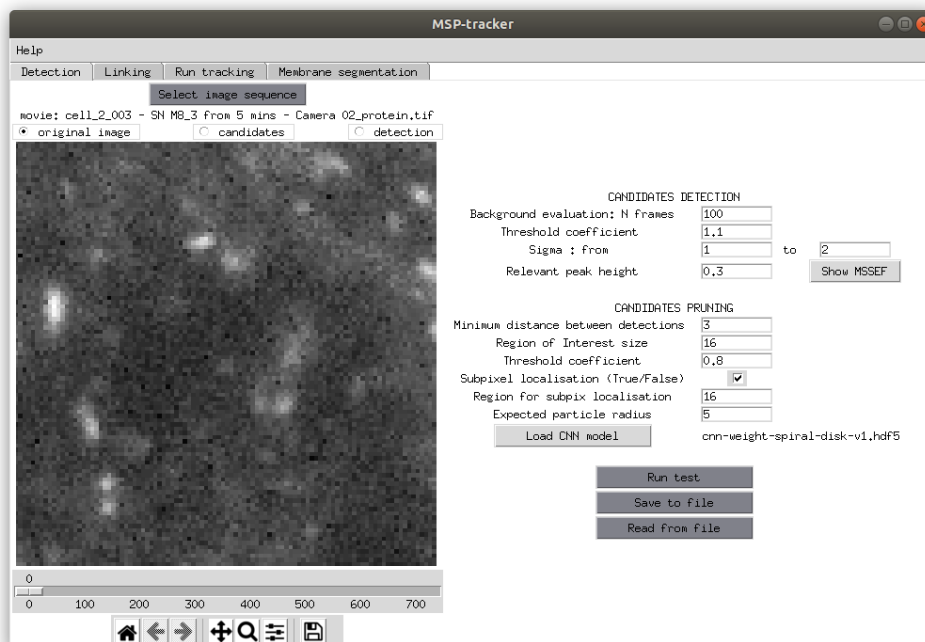 MSP-tracker
Help
Detection Linking Run tracking Membrane segmentation
Select image sequence
movie: cell_2_003 - SN M8_3 from 5 mins - Camera 02_protein.tif
original image candidates detection
CANDIDATES DETECTION
Background evaluation: N frames 100
Threshold coefficient 1.1
Sigma : from 1 to 2
Relevant peak height 0.3 Show MSSEF
CANDIDATES PRUNING
Minimum distance between detections 3
Region of Interest size 16
Threshold coefficient 0.8
Subpixel localisation (True/False)
Region for subpix localisation 16
Expected particle radius 5
Load CNN model cnn-weight-spiral-disk-v1.hdf5
Run test
Save to file
Read from file
0
0 100 200 300 400 500 600 700